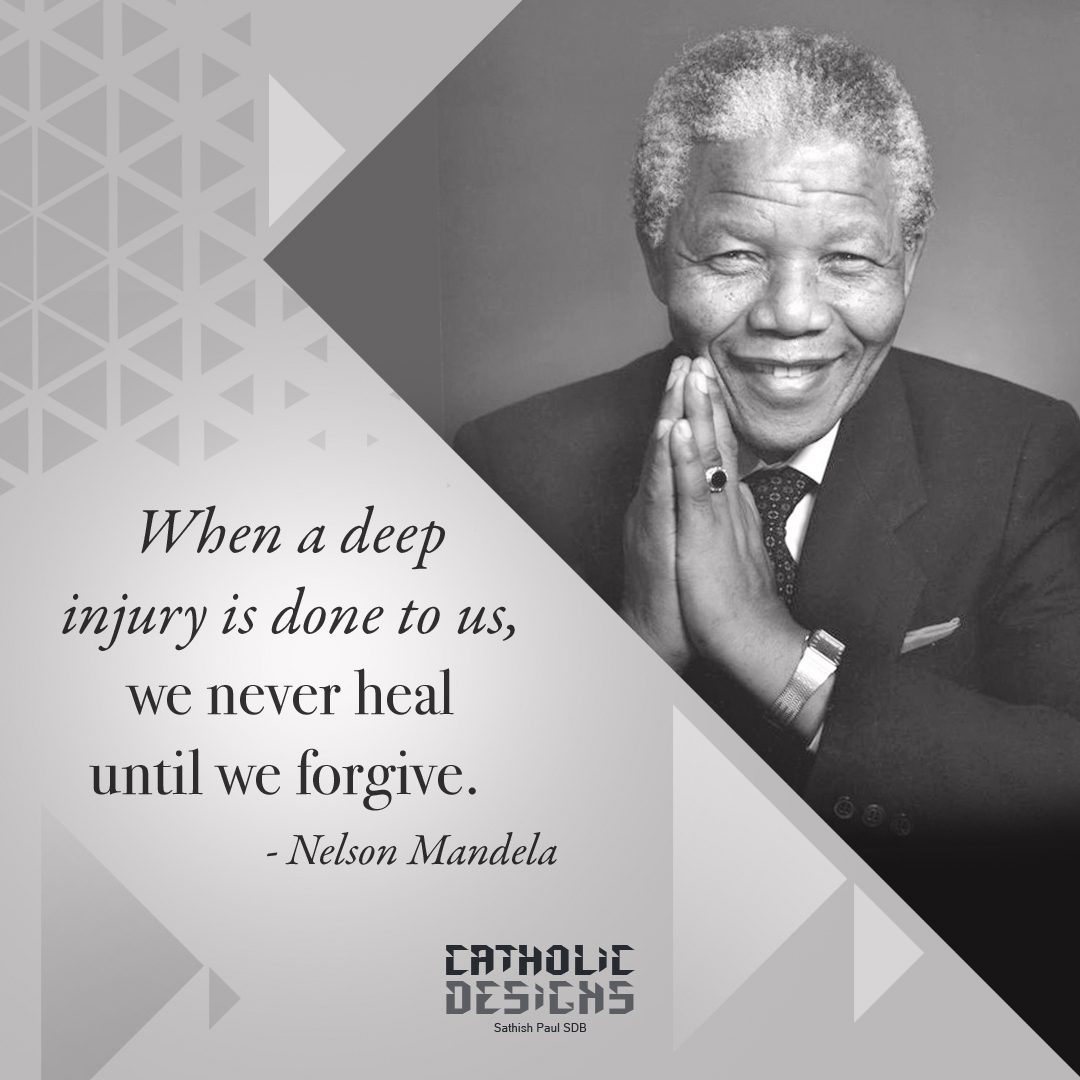 When a deep
injury is done to us,
we never heal
until we forgive.
- Nelson Mandela
CATHOLIC
DESIGNS
Sathish Paul SDB